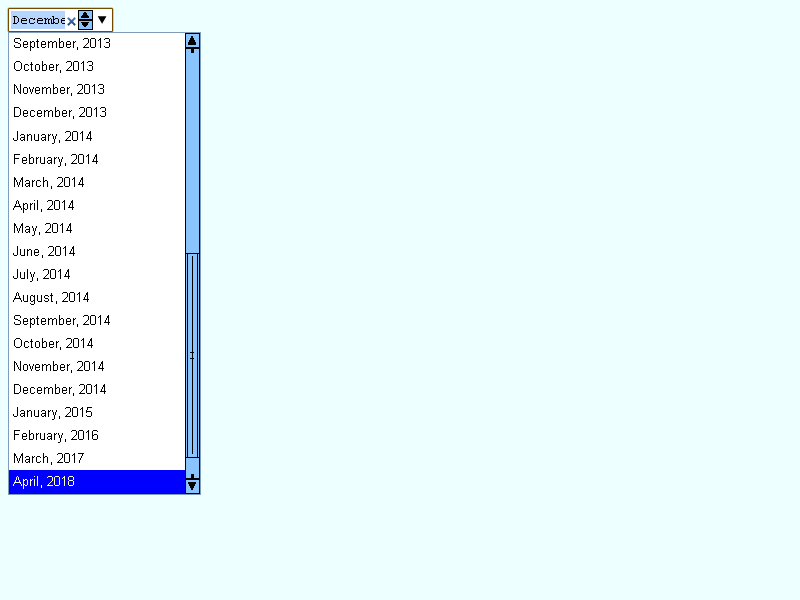 Decembe
September, 2013
October, 2013
November, 2013
December, 2013
January, 2014
February, 2014
March, 2014
April, 2014
May, 2014
June, 2014
July, 2014
August, 2014
September, 2014
October, 2014
November, 2014
December, 2014
January, 2015
February, 2016
March, 2017
April, 2018